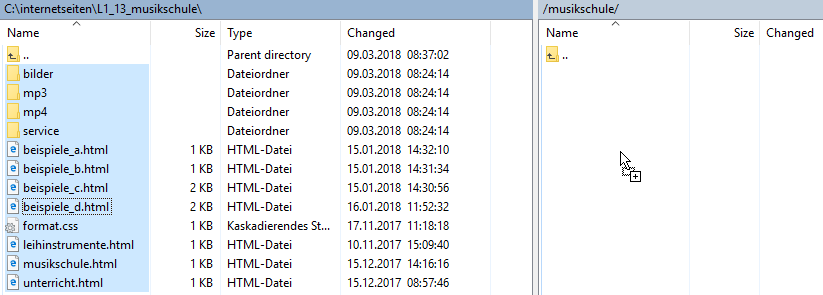 C:\internetseiten\L1_13_musikschule\ /musikschule/
Name Size Type Changed Name Size Changed
.. Parent directory 09.03.2018 08:37:02 ..
bilder Dateiordner 09.03.2018 08:24:14
mp3 Dateiordner 09.03.2018 08:24:14
mp4 Dateiordner 09.03.2018 08:24:14
service Dateiordner 09.03.2018 08:24:14
beispiele_a.html 1 KB HTML-Datei 15.01.2018 14:32:10
beispiele_b.html 1 KB HTML-Datei 15.01.2018 14:31:34
beispiele_c.html 2 KB HTML-Datei 15.01.2018 14:30:56
beispiele_d.html 2 KB HTML-Datei 16.01.2018 11:52:32
format.css 1 KB Kaskadierendes St... 17.11.2017 11:18:18
leihinstrumente.html 1 KB HTML-Datei 10.11.2017 15:09:40
musikschule.html 1 KB HTML-Datei 15.12.2017 14:16:16
unterricht.html 1 KB HTML-Datei 15.12.2017 08:57:46